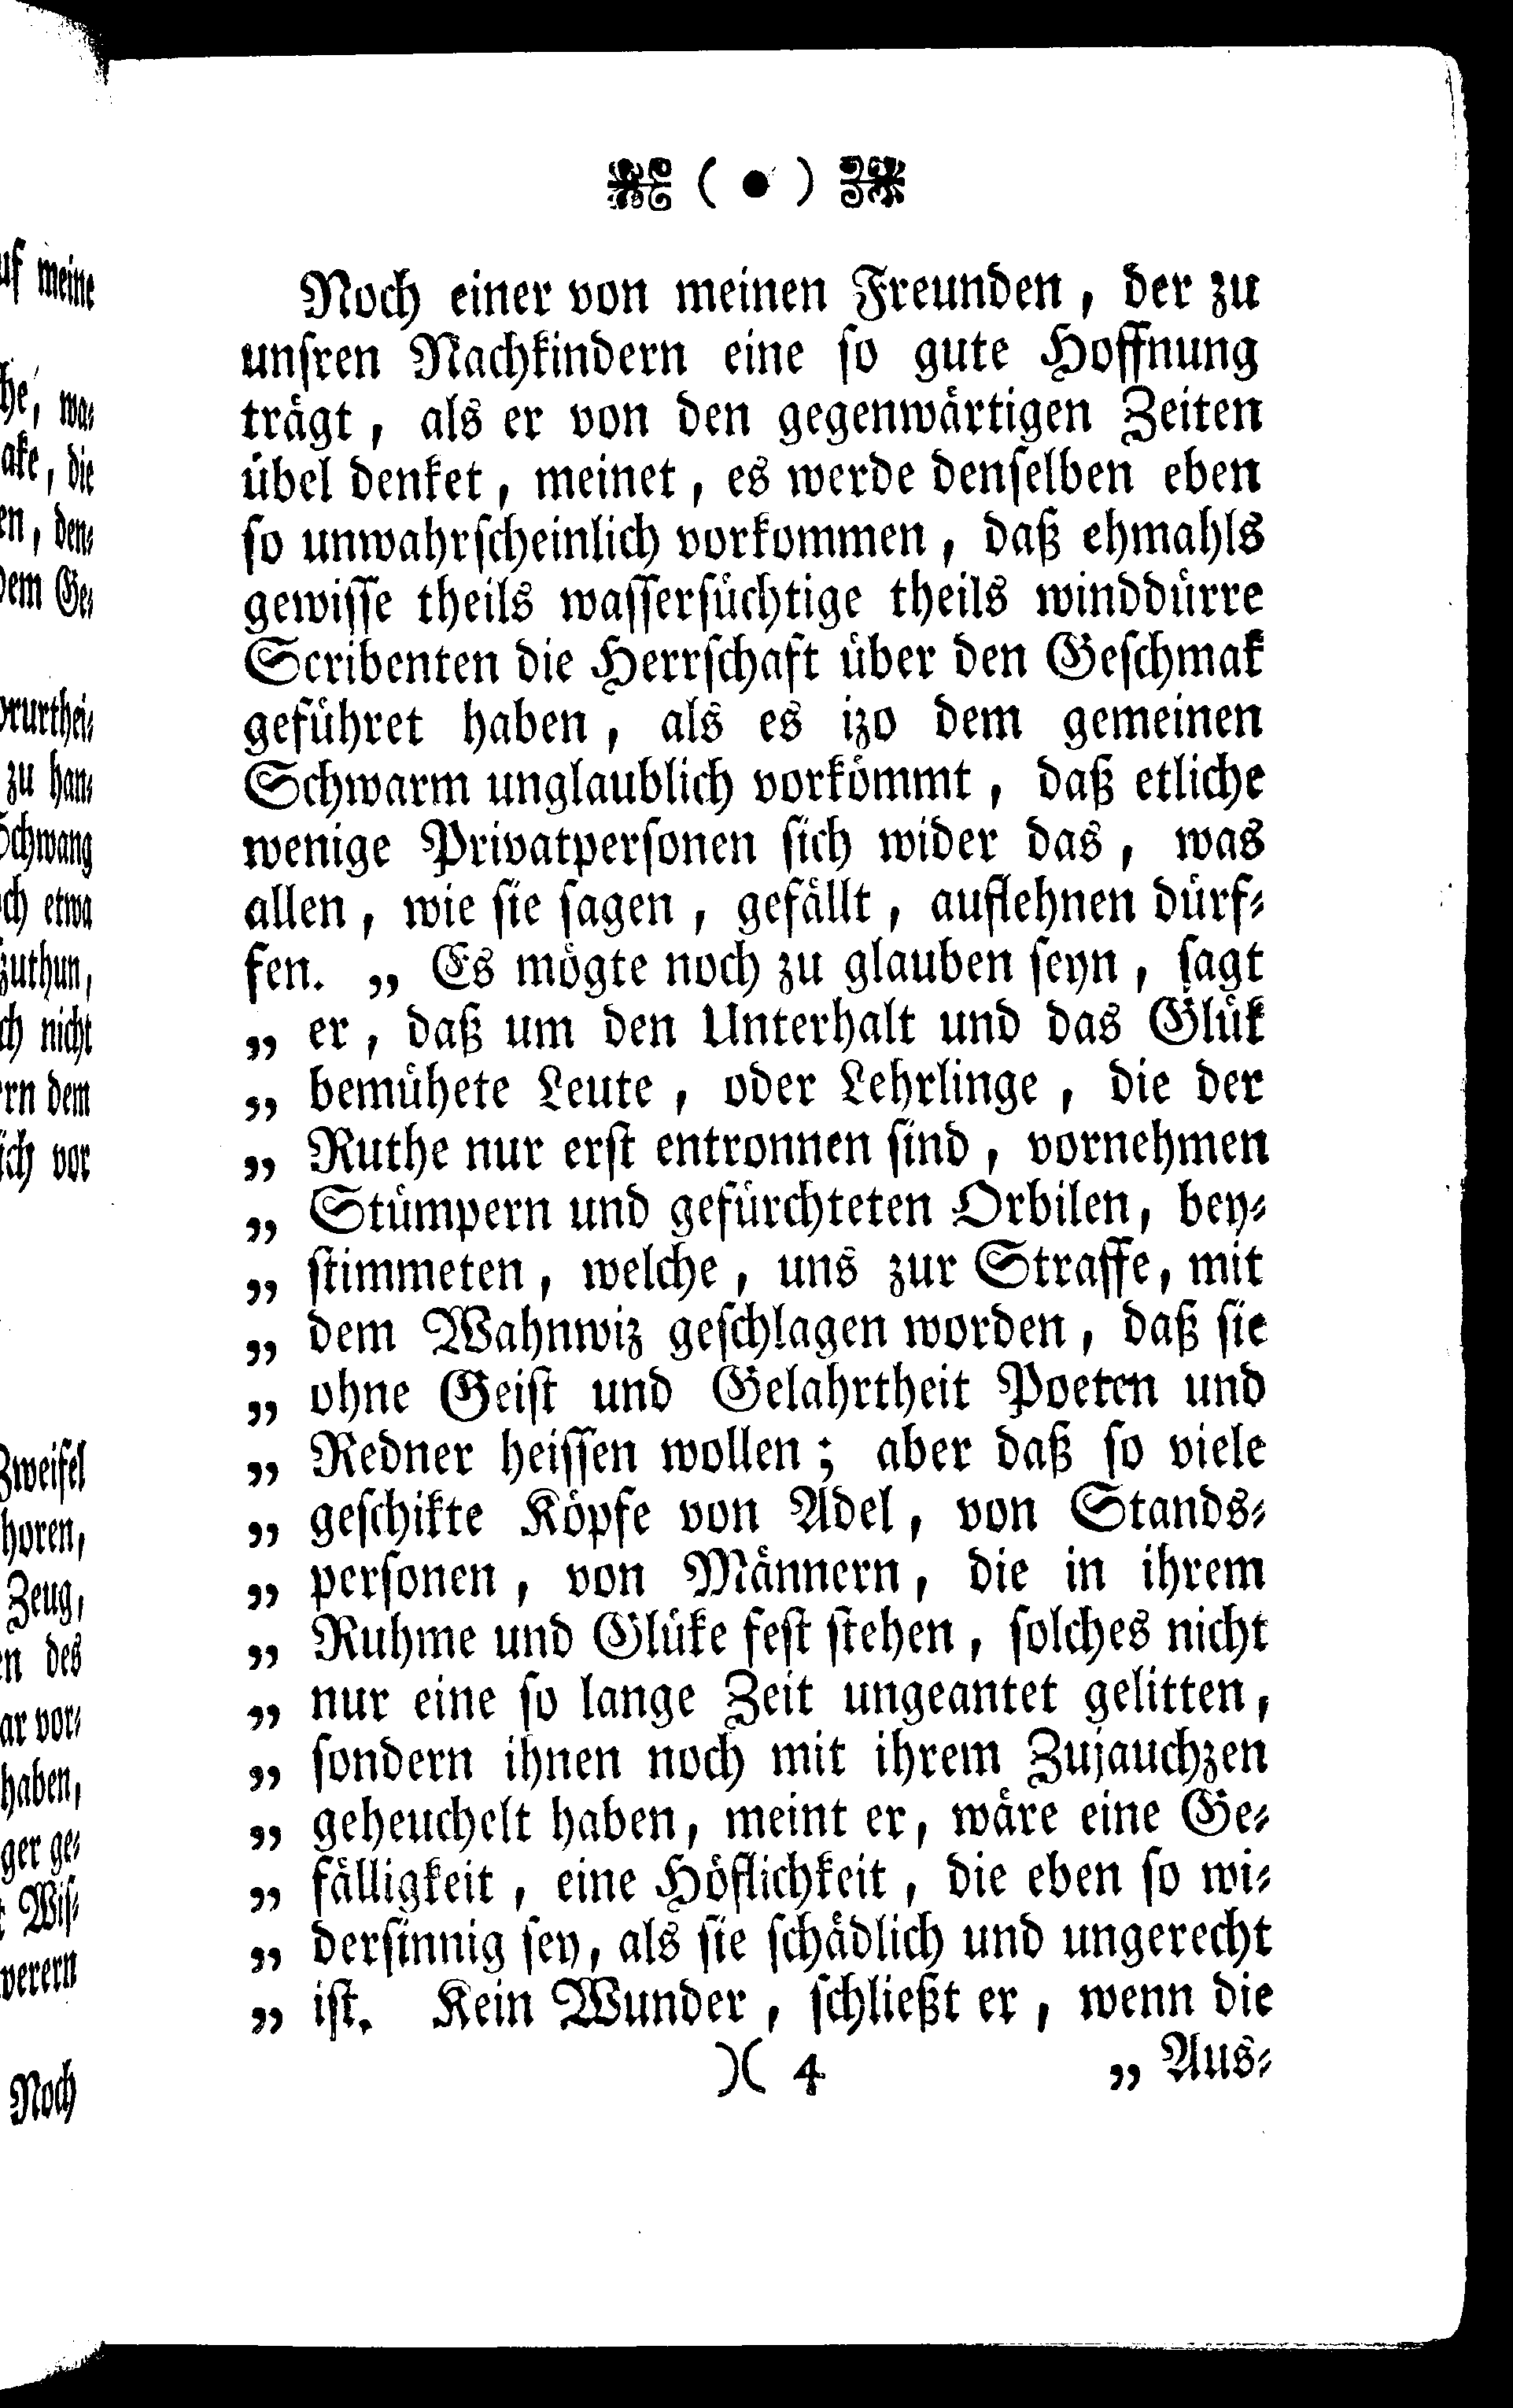 ( ● )
Noch einer von meinen Freunden, der zu
unsren Nachkindern eine so gute Hoffnung
trägt, als er von den gegenwärtigen Zeiten
übel denket, meinet, es werde denselben eben
so unwahrscheinlich vorkommen, daß ehmahls
gewisse theils wassersüchtige theils winddürre
Scribenten die Herrschaft über den Geschmak
geführet haben, als es izo dem gemeinen
Schwarm unglaublich vorkömmt, daß etliche
wenige Privatpersonen sich wider das, was
allen, wie sie sagen, gefällt, auflehnen dürf-
fen. „ Es mögte noch zu glauben seyn, sagt
„ er, daß um den Unterhalt und das Glük
„ bemühete Leute, oder Lehrlinge, die der
„ Ruthe nur erst entronnen sind, vornehmen
„ Stümpern und gefürchteten Orbilen, bey-
„ stimmeten, welche, uns zur Straffe, mit
„ dem Wahnwiz geschlagen worden, daß sie
„ ohne Geist und Gelahrtheit Poeten und
„ Redner heissen wollen; aber daß so viele
„ geschikte Köpfe von Adel, von Stands-
„ personen, von Männern, die in ihrem
„ Ruhme und Glüke fest stehen, solches nicht
„ nur eine so lange Zeit ungeantet gelitten,
„ sondern ihnen noch mit ihrem Zujauchzen
„ geheuchelt haben, meint er, wäre eine Ge-
„ fälligkeit, eine Höflichkeit, die eben so wi-
„ dersinnig sey, als sie schädlich und ungerecht
„ ist. Kein Wunder, schließt er, wenn die
)( 4 „ Aus-